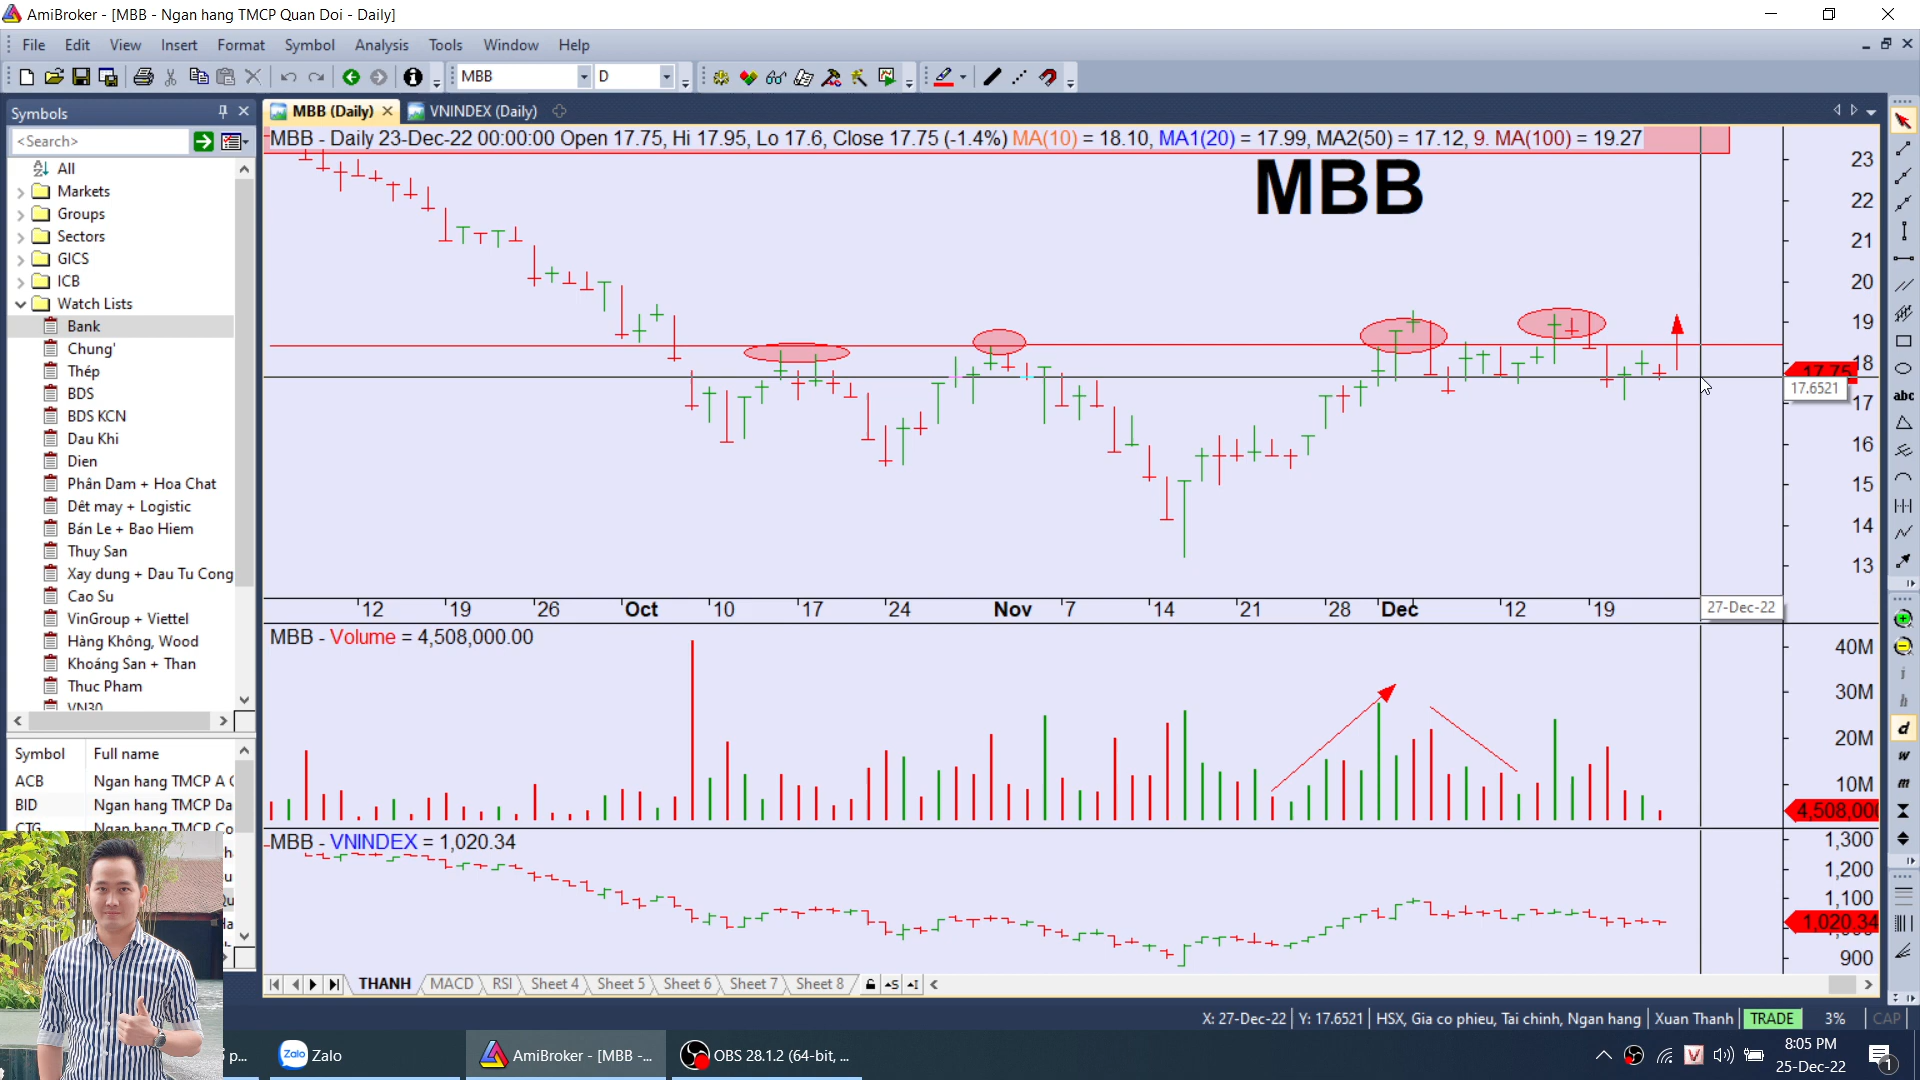 AmiBroker - [MBB - Ngan hang TMCP Quan Doi - Daily]
File Edit View Insert Format Symbol Analysis Tools Window Help
MBB D
abc
Symbols
<Search>
All
Markets
Groups
Sectors
GICS
ICB
Watch Lists
Bank
Chung'
Thép
BDS
BDS KCN
Dau Khi
Dien
Phân Dam + Hoa Chat
Dêt may + Logistic
Bán Le + Bao Hiem
Thuy San
Xay dung + Dau Tu Cong
Cao Su
VinGroup + Viettel
Hàng Không, Wood
Khoáng San + Than
Thuc Pham
VN30
Symbol Full name
ACB Ngan hang TMCP A
BID Ngan hang TMCP Da
CTG Ngan hang TMCP Co
MBB (Daily) VNINDEX (Daily)
MBB - Daily 23-Dec-22 00:00:00 Open 17.75, Hi 17.95, Lo 17.6, Close 17.75 (-1.4%) MA(10) = 18.10, MA1(20) = 17.99, MA2(50) = 17.12, 9. MA(100) = 19.27
MBB
23
22
21
20
19
18
17.75
17.6521
17
16
15
14
13
12 19 26 Oct 10 17 24 Nov 7 14 21 28 Dec 12 19 27-Dec-22
MBB - Volume = 4,508,000.00
40M
30M
20M
10M
4,508,000
MBB - VNINDEX = 1,020.34
1,300
1,200
1,100
1,020.34
900
i
h
d
w
m
THANH MACD RSI Sheet 4 Sheet 5 Sheet 6 Sheet 7 Sheet 8
X: 27-Dec-22 Y: 17.6521 HSX, Gia co phieu, Tai chinh, Ngan hang Xuan Thanh TRADE 3% CAP
p... Zalo Zalo AmiBroker - [MBB -... OBS 28.1.2 (64-bit, ...
V
8:05 PM
25-Dec-22
1